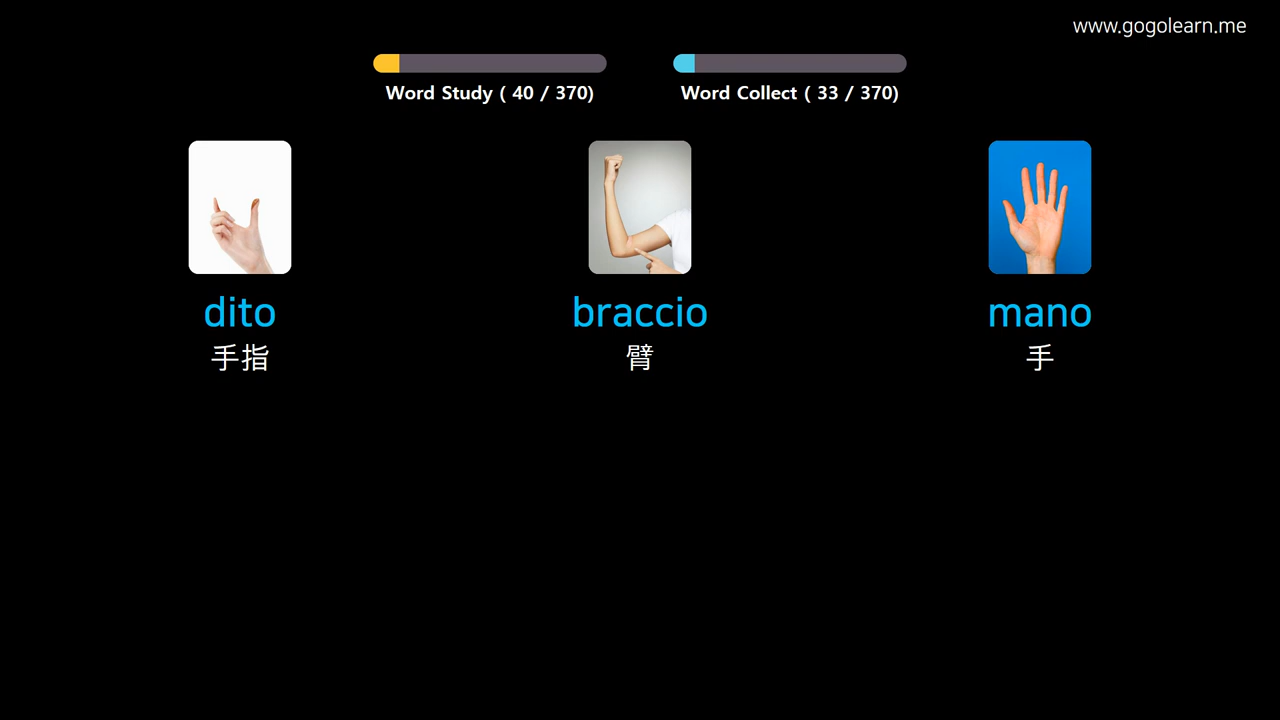 www.gogolearn.me
Word Study ( 40 / 370)
Word Collect ( 33 / 370)
dito
手指
braccio
臂
mano
手